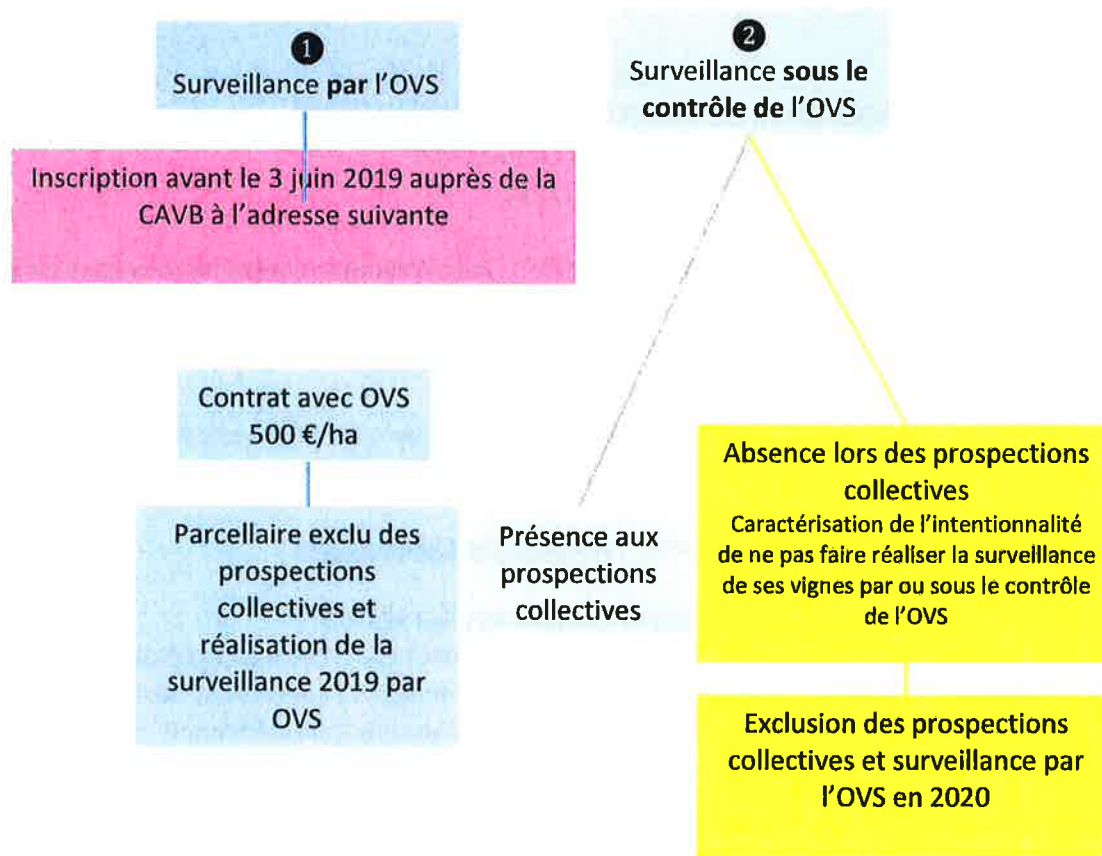 ❶
Surveillance par l'OVS
Inscription avant le 3 juin 2019 auprès de la
CAVB à l'adresse suivante
Contrat avec OVS
500 €/ha
Parcellaire exclu des
prospections
collectives et
réalisation de la
surveillance 2019 par
OVS
❷
Surveillance sous le
contrôle de l'OVS
Présence aux
prospections
collectives
Absence lors des prospections
collectives
Caractérisation de l'intentionnalité
de ne pas faire réaliser la surveillance
de ses vignes par ou sous le contrôle
de l'OVS
Exclusion des prospections
collectives et surveillance par
l'OVS en 2020